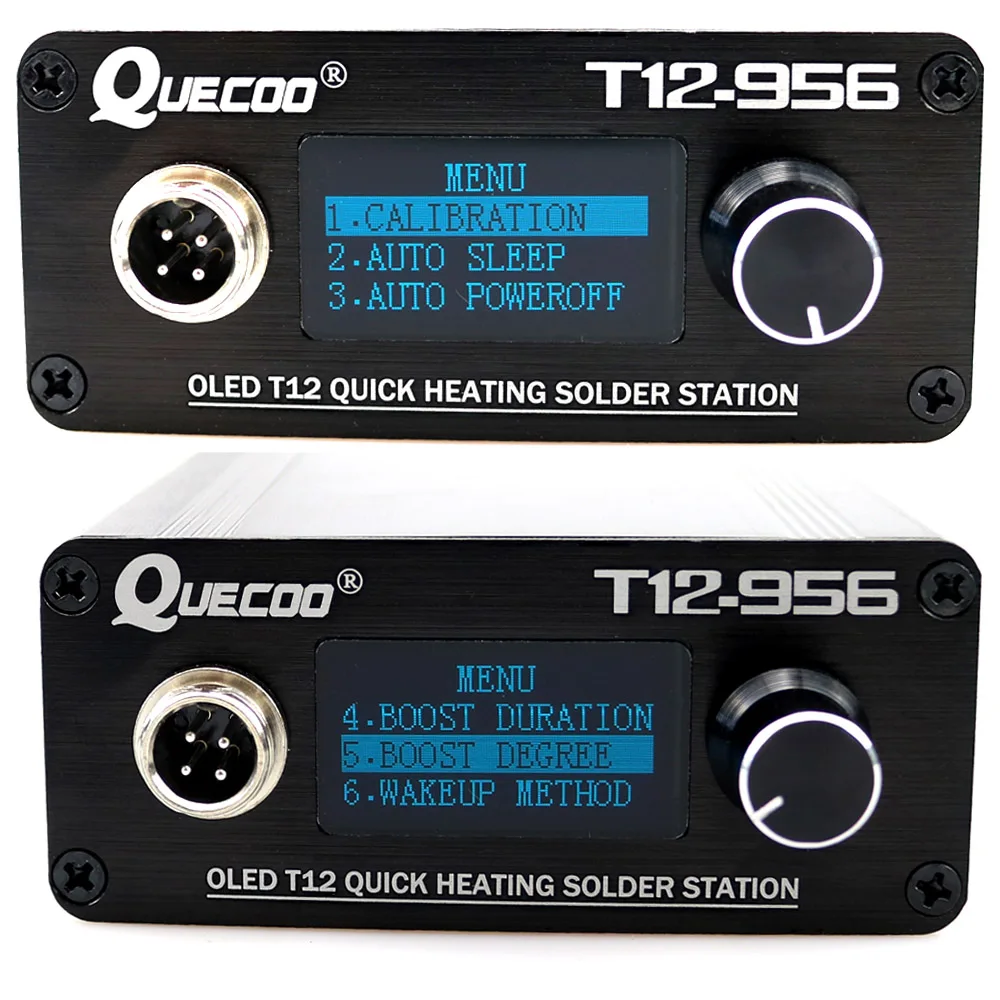 QUECOO®
T12-956
MENU
1.CALIBRATION
2.AUTO SLEEP
3.AUTO POWEROFF
OLED T12 QUICK HEATING SOLDER STATION
QUECOO®
T12-956
MENU
4.BOOST DURATION
5.BOOST DEGREE
6.WAKEUP METHOD
OLED T12 QUICK HEATING SOLDER STATION